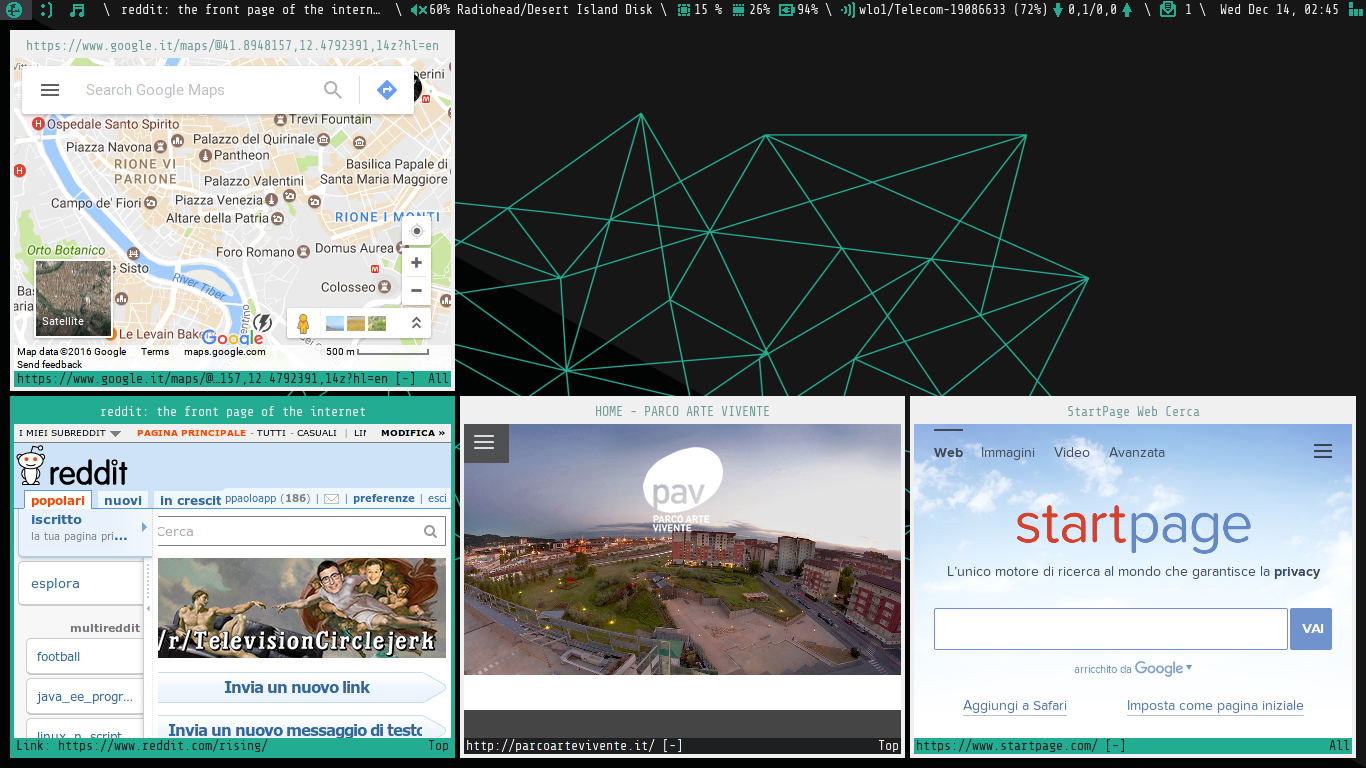 \ reddit: the front page of the intern… \ 60% Radiohead/Desert Island Disk \ 15 % 26% 94% \ wlo1/Telecom-19086633 (72%) 0,1/0,0 \ 1 \ Wed Dec 14, 02:45
https://www.google.it/maps/@41.8948157,12.4792391,14z?hl=en
Search Google Maps
perini
M
H Ospedale Santo Spirito
Trevi Fountain
Piazza Navona
Palazzo del Quirinale
Pantheon
RIONE VI
PARIONE
Basilica Papale di
Santa Maria Maggiore
H
Palazzo Valentini
Campo de' Fiori
Piazza Venezia
Altare della Patria
RIONE I MONTI
Orto Botanico
Foro Romano
Domus Aurea
Sisto
M
River Tiber
Colosseo
Satellite
Le Levain Bak
Google
Map data ©2016 Google Terms maps.google.com 500 m
Send feedback
https://www.google.it/maps/@…157,12.4792391,14z?hl=en [-] All
reddit: the front page of the internet
I MIEI SUBREDDIT PAGINA PRINCIPALE - TUTTI - CASUALI | LI MODIFICA »
reddit
popolari nuovi in crescit ppaoloapp (186) | | preferenze | esci
iscritto
la tua pagina pri...
Cerca
esplora
/r/TelevisionCirclejerk
multireddit
football
Invia un nuovo link
java_ee_progr...
Invia un nuovo messaggio di testo
linux_n_script
Link: https://www.reddit.com/rising/ Top
HOME - PARCO ARTE VIVENTE
pav
PARCO ARTE
VIVENTE
http://parcoartevivente.it/ [-] Top
StartPage Web Cerca
Web Immagini Video Avanzata
startpage
L'unico motore di ricerca al mondo che garantisce la privacy
VAI
arricchito da Google
Aggiungi a Safari Imposta come pagina iniziale
https://www.startpage.com/ [-] All